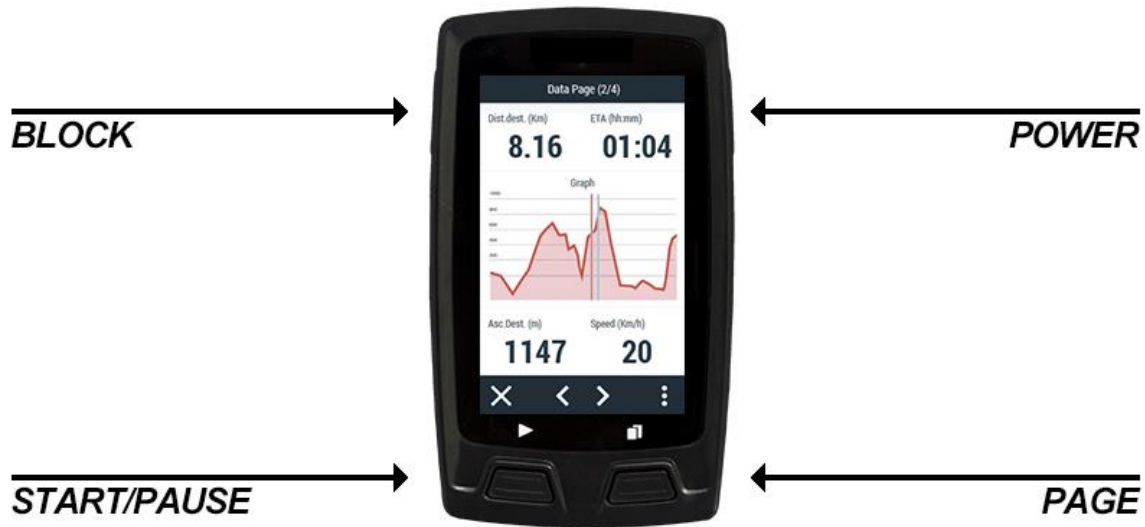 Data Page (2/4)
BLOCK
POWER
Dist.dest. (Km) ETA (hh:mm)
8.16 01:04
Graph
Asc.Dest. (m) Speed (Km/h)
1147 20
START/PAUSE
PAGE